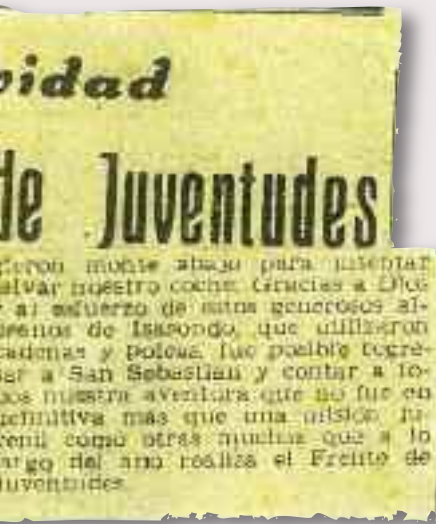 vidad
de Juventudes
gieron monte abajo para intentar
salvar nuestro coche. Gracias a Dios
y al esfuerzo de estos generosos al-
deanos de Isasondo, que utilizaron
cadenas y poleas, fue posible regre-
sar a San Sebastian y contar a to-
dos nuestra aventura que no fue en
definitiva más que una misión ju-
venil como otras muchas que a lo
largo del año realiza el Frente de
Juventudes.